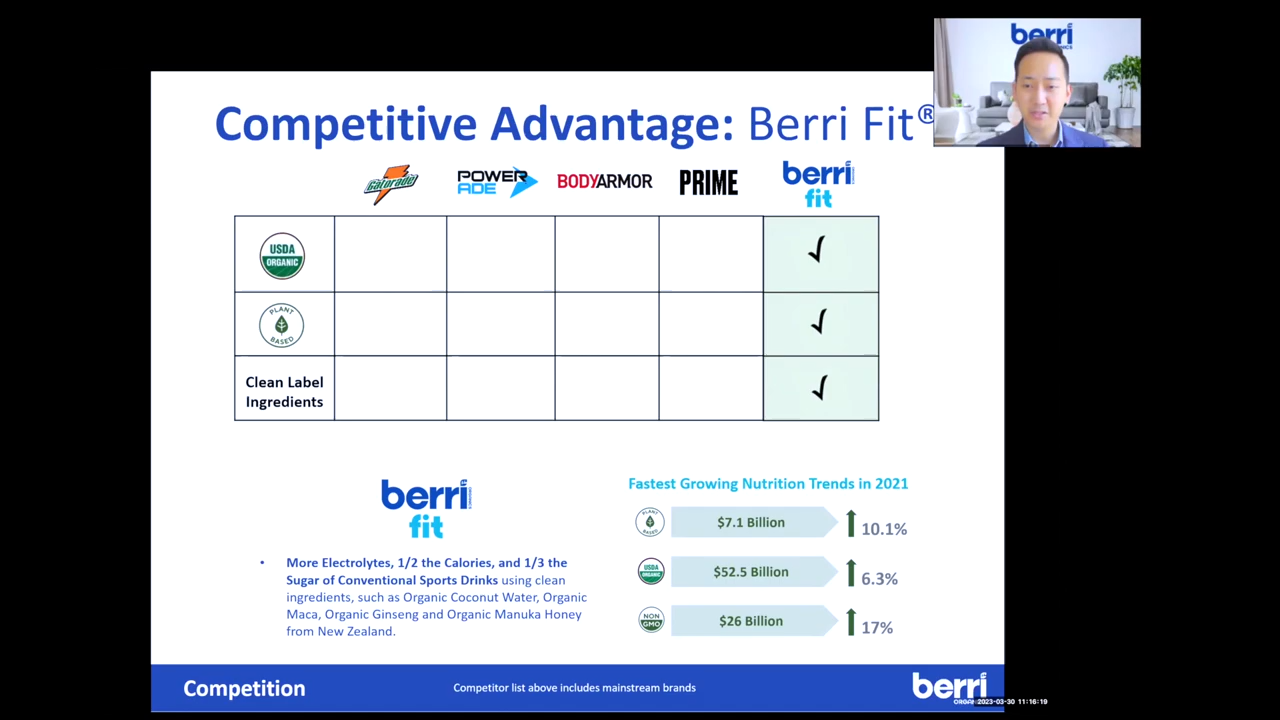 berri
Competitive Advantage: Berri Fit®
GATORADE
POWERADE
BODYARMOR
PRIME
berri
fit
USDA
ORGANIC
PLANT
BASED
Clean Label
Ingredients
berri
fit
Fastest Growing Nutrition Trends in 2021
PLANT
BASED
$7.1 Billion
10.1%
USDA
ORGANIC
$52.5 Billion
6.3%
NON
GMO
$26 Billion
17%
• More Electrolytes, 1/2 the Calories, and 1/3 the
Sugar of Conventional Sports Drinks using clean
ingredients, such as Organic Coconut Water, Organic
Maca, Organic Ginseng and Organic Manuka Honey
from New Zealand.
Competition
Competitor list above includes mainstream brands
berri
2023-03-30 11:16:19